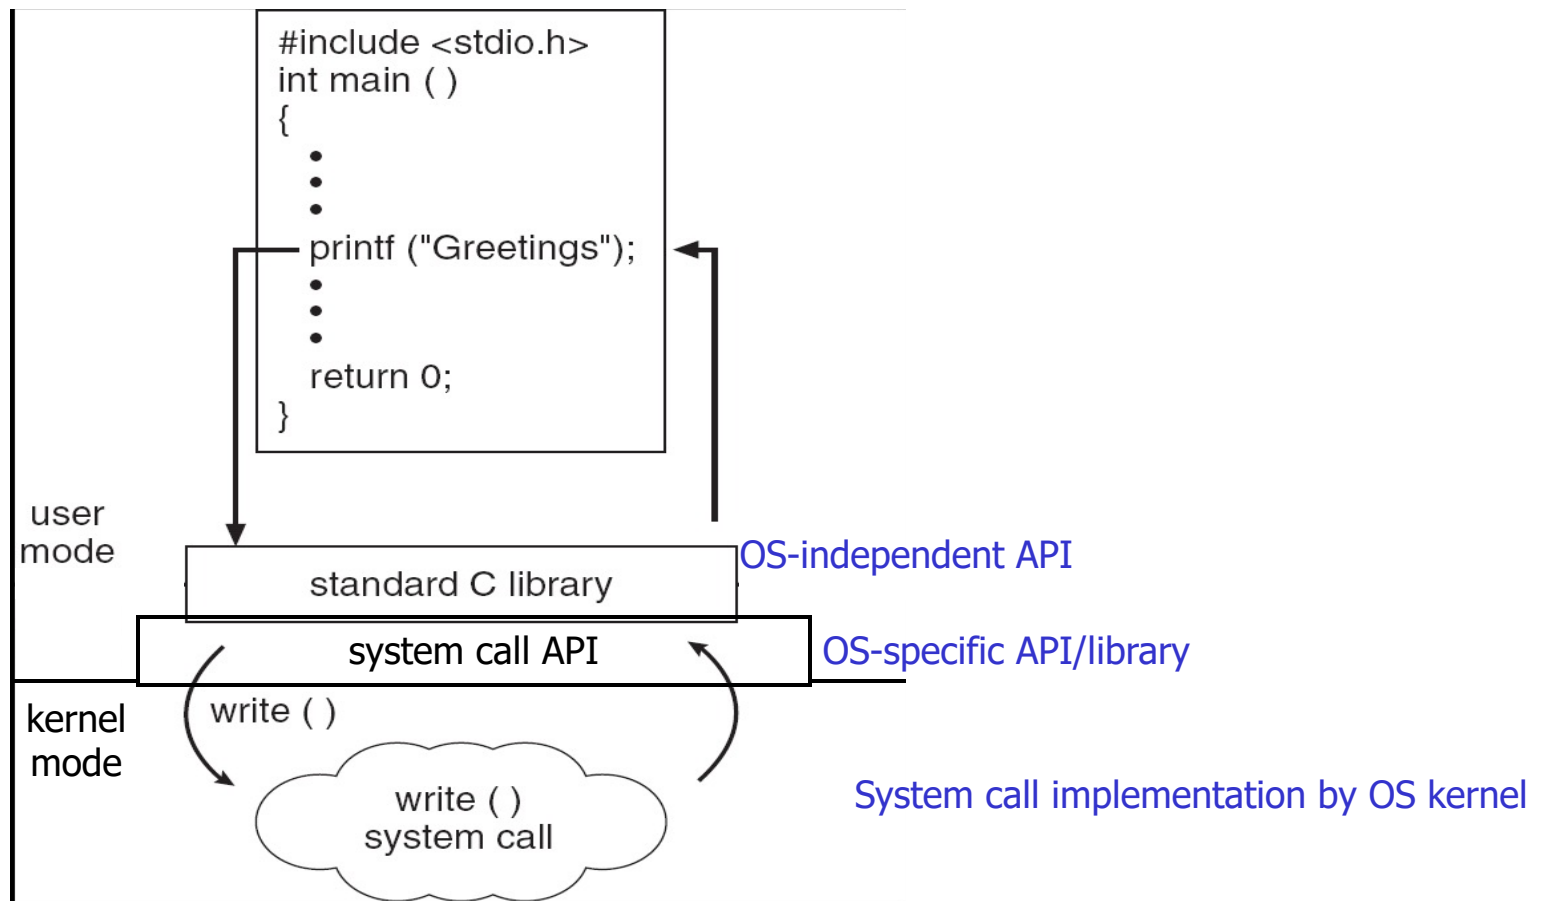 #include <stdio.h>
int main ( )
{
•
•
•
printf ("Greetings");
•
•
•
return 0;
}
user
mode
OS-independent API
standard C library
system call API
OS-specific API/library
kernel
mode
write ( )
write ( )
system call
System call implementation by OS kernel